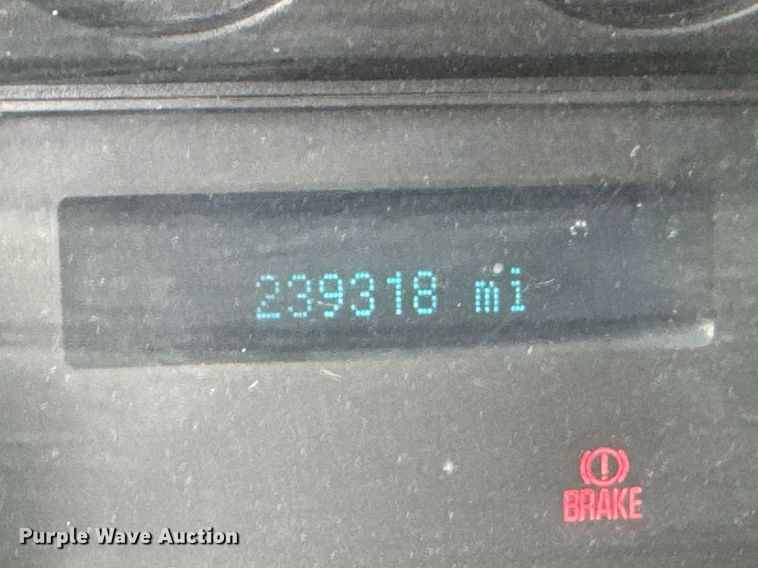 239318 mi
BRAKE
Purple Wave Auction